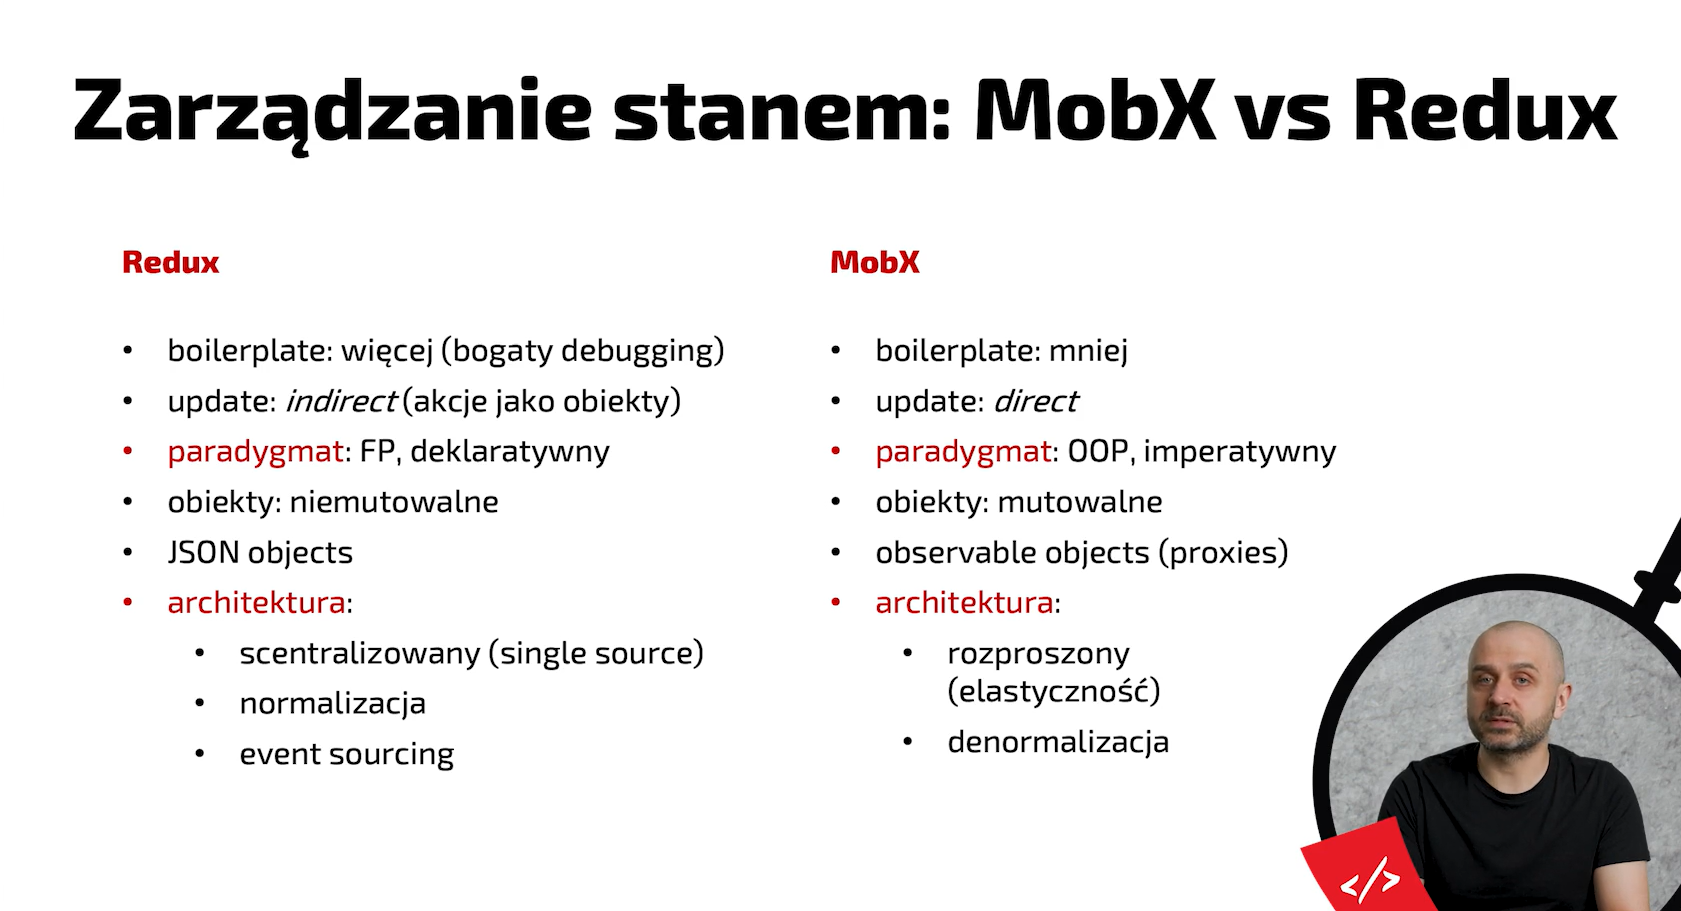 Zarządzanie stanem: MobX vs Redux
Redux
• boilerplate: więcej (bogaty debugging)
• update: indirect (akcje jako obiekty)
• paradygmat: FP, deklaratywny
• obiekty: niemutowalne
• JSON objects
• architektura:
• scentralizowany (single source)
• normalizacja
• event sourcing
MobX
• boilerplate: mniej
• update: direct
• paradygmat: OOP, imperatywny
• obiekty: mutowalne
• observable objects (proxies)
• architektura:
• rozproszony
(elastyczność)
• denormalizacja
</>